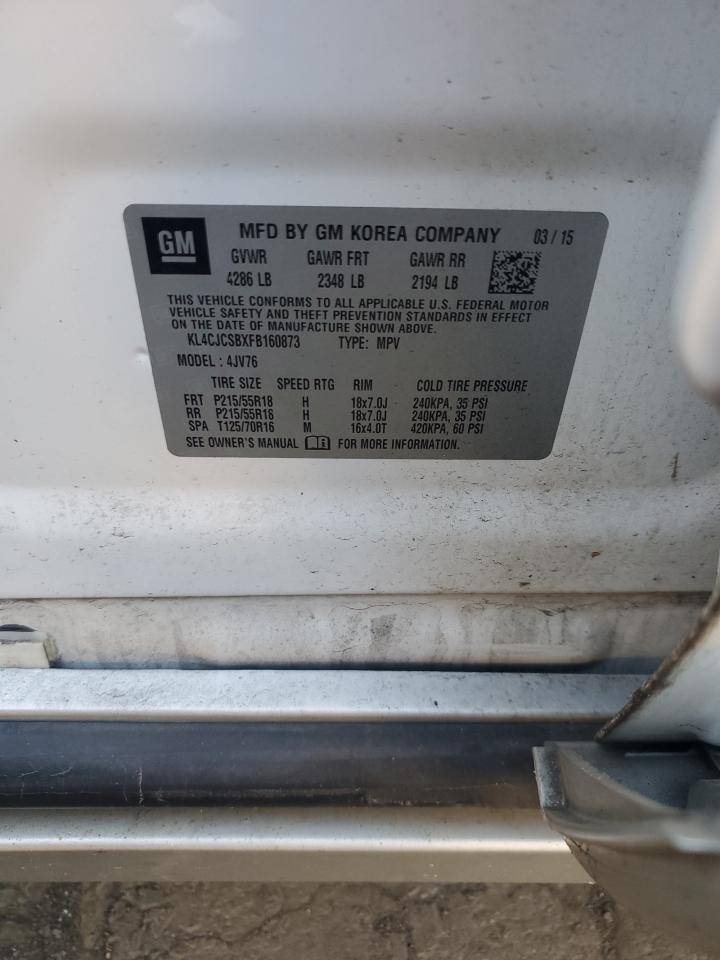 GM MFD BY GM KOREA COMPANY 03 / 15
GVWR GAWR FRT GAWR RR
4286 LB 2348 LB 2194 LB
THIS VEHICLE CONFORMS TO ALL APPLICABLE U.S. FEDERAL MOTOR
VEHICLE SAFETY AND THEFT PREVENTION STANDARDS IN EFFECT
ON THE DATE OF MANUFACTURE SHOWN ABOVE.
KL4CJCSBXFB160873 TYPE: MPV
MODEL : 4JV76
TIRE SIZE SPEED RTG RIM COLD TIRE PRESSURE
FRT P215/55R18 H 18x7.0J 240KPA, 35 PSI
RR P215/55R18 H 18x7.0J 240KPA, 35 PSI
SPA T125/70R16 M 16x4.0T 420KPA, 60 PSI
SEE OWNER'S MANUAL FOR MORE INFORMATION.